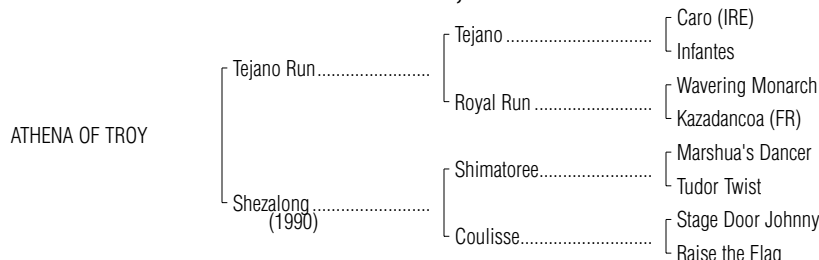 Caro (IRE)
Tejano
Infantes
Tejano Run
Wavering Monarch
Royal Run
Kazadancoa (FR)
ATHENA OF TROY
Marshua's Dancer
Shimatoree
Tudor Twist
Shezalong
(1990)
Stage Door Johnny
Coulisse
Raise the Flag